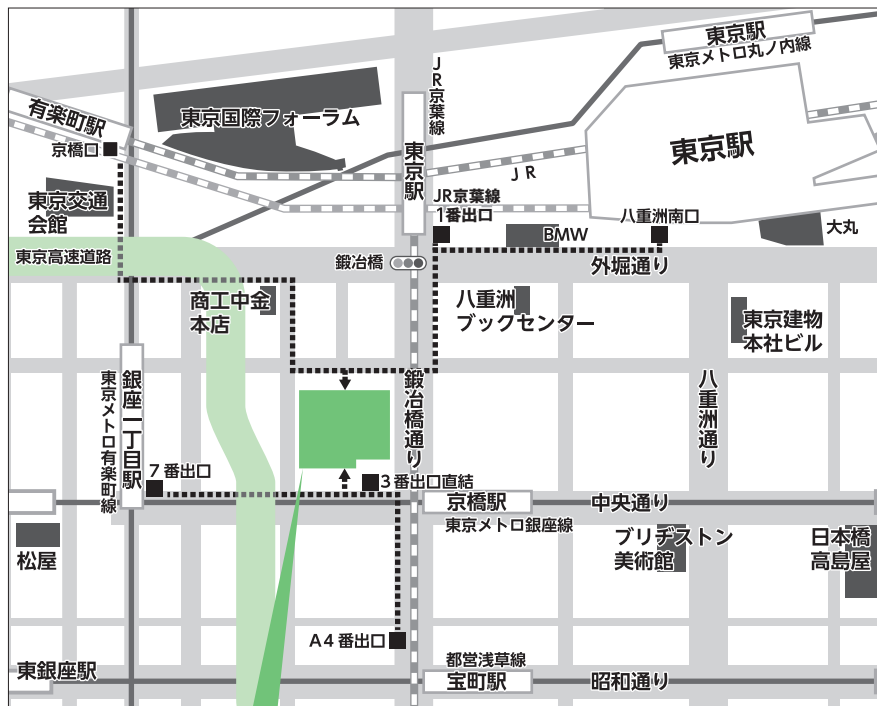 東京駅
東京メトロ丸ノ内線
JR京葉線
有楽町駅
京橋口
東京国際フォーラム
東京駅
東京駅
JR
東京交通
会館
JR京葉線
1番出口
八重洲南口
BMW
大丸
東京高速道路
鍛冶橋
外堀通り
商工中金
本店
八重洲
ブックセンター
東京建物
本社ビル
銀座一丁目駅
東京メトロ有楽町線
鍛冶橋通り
八重洲通り
7番出口
3番出口直結
京橋駅
中央通り
東京メトロ銀座線
松屋
ブリヂストン
美術館
日本橋
高島屋
A4番出口
東銀座駅
都営浅草線
宝町駅
昭和通り